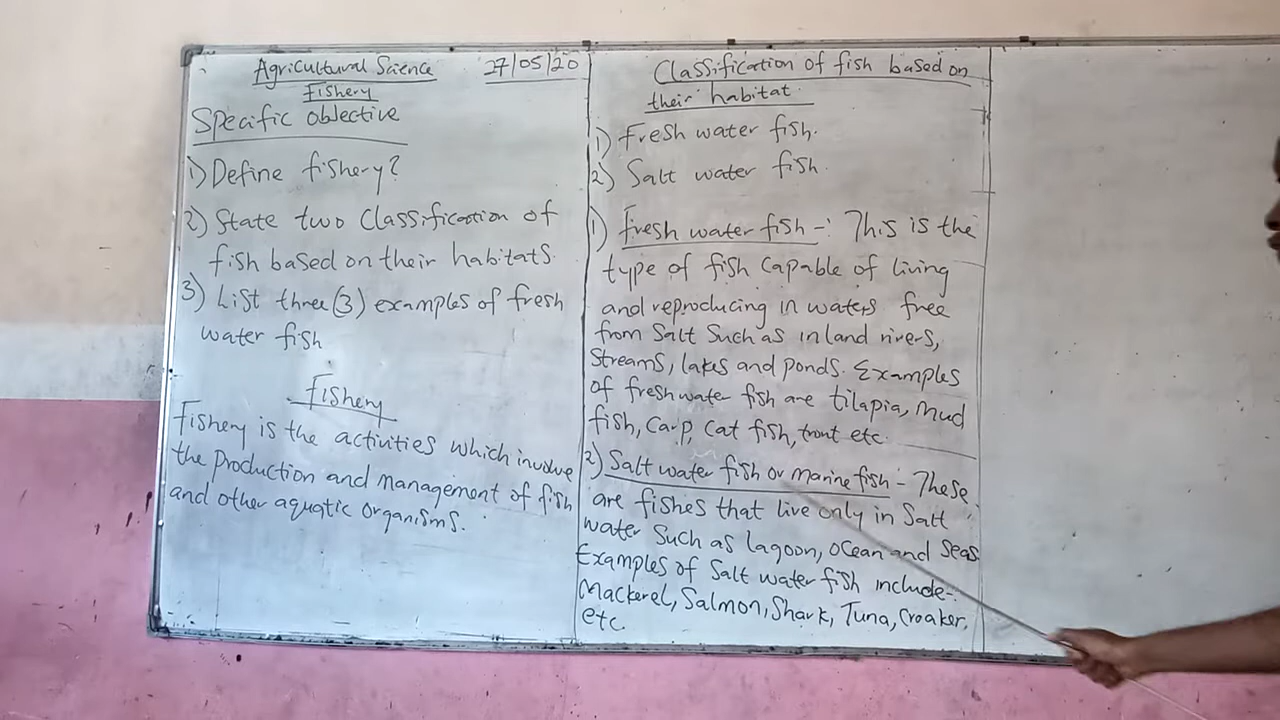 Agricultural Science 27/05/20
Fishery
Specific objective
1) Define fishery?
2) State two Classification of
fish based on their habitats.
3) List three (3) examples of fresh
water fish
Fishery
Fishery is the activities which involve
the production and management of fish
and other aquatic organisms.
Classification of fish based on
their habitat.
1) Fresh water fish.
2) Salt water fish.
1) Fresh water fish -: This is the
type of fish capable of living
and reproducing in waters free
from Salt Such as inland rivers,
Streams, lakes and ponds. Examples
of freshwater fish are tilapia, mud
fish, carp, cat fish, trout etc.
2) Salt water fish or marine fish - These
are fishes that live only in Salt
water Such as lagoon, ocean and seas
Examples of Salt water fish include-:
Mackerel, Salmon, Shark, Tuna, Croaker,
etc.